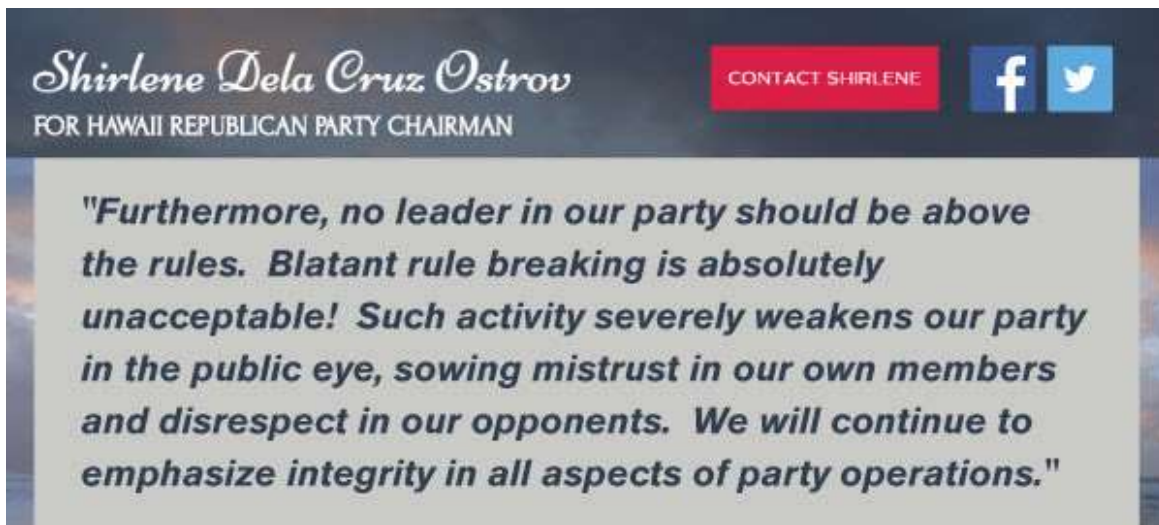 Shirlene Dela Cruz Ostrov
FOR HAWAII REPUBLICAN PARTY CHAIRMAN
CONTACT SHIRLENE
"Furthermore, no leader in our party should be above
the rules.  Blatant rule breaking is absolutely
unacceptable!  Such activity severely weakens our party
in the public eye, sowing mistrust in our own members
and disrespect in our opponents.  We will continue to
emphasize integrity in all aspects of party operations."